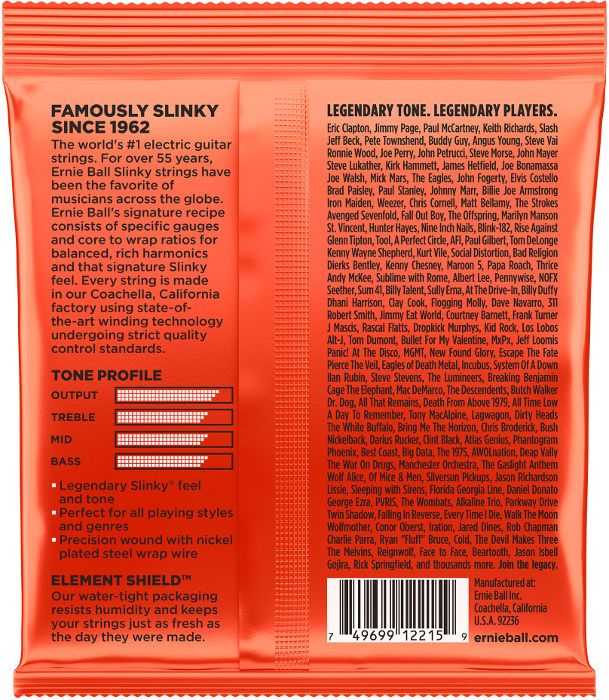 FAMOUSLY SLINKY
SINCE 1962
The world's #1 electric guitar
strings. For over 55 years,
Ernie Ball Slinky strings have
been the favorite of
musicians across the globe.
Ernie Ball's signature recipe
consists of specific gauges
and core to wrap ratios for
balanced, rich harmonics
and that signature Slinky
feel. Every string is made
in our Coachella, California
factory using state-of-
the-art winding technology
undergoing strict quality
control standards.
TONE PROFILE
OUTPUT
TREBLE
MID
BASS
▪ Legendary Slinky® feel
and tone
▪ Perfect for all playing styles
and genres
▪ Precision wound with nickel
plated steel wrap wire
ELEMENT SHIELD™
Our water-tight packaging
resists humidity and keeps
your strings just as fresh as
the day they were made.
LEGENDARY TONE. LEGENDARY PLAYERS.
Eric Clapton, Jimmy Page, Paul McCartney, Keith Richards, Slash
Jeff Beck, Pete Townshend, Buddy Guy, Angus Young, Steve Vai
Ronnie Wood, Joe Perry, John Petrucci, Steve Morse, John Mayer
Steve Lukather, Kirk Hammett, James Hetfield, Joe Bonamassa
Joe Walsh, Mick Mars, The Eagles, John Fogerty, Elvis Costello
Brad Paisley, Paul Stanley, Johnny Marr, Billie Joe Armstrong
Iron Maiden, Weezer, Chris Cornell, Matt Bellamy, The Strokes
Avenged Sevenfold, Fall Out Boy, The Offspring, Marilyn Manson
St. Vincent, Hunter Hayes, Nine Inch Nails, Blink-182, Rise Against
Glenn Tipton, Tool, A Perfect Circle, AFI, Paul Gilbert, Tom DeLonge
Kenny Wayne Shepherd, Kurt Vile, Social Distortion, Bad Religion
Dierks Bentley, Kenny Chesney, Maroon 5, Papa Roach, Thrice
Andy McKee, Sublime with Rome, Albert Lee, Pennywise, NOFX
Seether, Sum 41, Billy Talent, Sully Erna, At The Drive-In, Billy Duffy
Dhani Harrison, Clay Cook, Flogging Molly, Dave Navarro, 311
Robert Smith, Jimmy Eat World, Courtney Barnett, Frank Turner
J Mascis, Rascal Flatts, Dropkick Murphys, Kid Rock, Los Lobos
Alt-J, Tom Dumont, Bullet For My Valentine, MxPx, Jeff Loomis
Panic! At The Disco, MGMT, New Found Glory, Escape The Fate
Pierce The Veil, Eagles of Death Metal, Incubus, System Of A Down
Ilan Rubin, Steve Stevens, The Lumineers, Breaking Benjamin
Cage The Elephant, Mac DeMarco, The Descendents, Butch Walker
Dr. Dog, All That Remains, Death From Above 1979, All Time Low
A Day To Remember, Tony MacAlpine, Lagwagon, Dirty Heads
The White Buffalo, Bring Me The Horizon, Chris Broderick, Bush
Nickelback, Darius Rucker, Clint Black, Atlas Genius, Phantogram
Phoenix, Best Coast, Big Data, The 1975, AWOLnation, Deap Vally
The War On Drugs, Manchester Orchestra, The Gaslight Anthem
Wolf Alice, Of Mice & Men, Silversun Pickups, Jason Richardson
Lissie, Sleeping with Sirens, Florida Georgia Line, Daniel Donato
George Ezra, PVRIS, The Wombats, Alkaline Trio, Parkway Drive
Twin Shadow, Falling In Reverse, Every Time I Die, Walk The Moon
Wolfmother, Conor Oberst, Iration, Jared Dines, Rob Chapman
Charlie Parra, Ryan "Fluff" Bruce, Cold, The Devil Makes Three
The Melvins, Reignwolf, Face to Face, Beartooth, Jason Isbell
Gojira, Rick Springfield, and thousands more. Join the legacy.
7 49699 12215 9
Manufactured at:
Ernie Ball Inc.
Coachella, California
U.S.A. 92236
ernieball.com